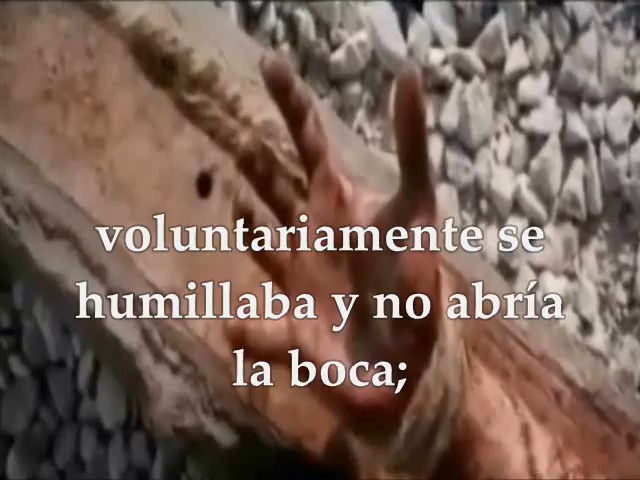 voluntariamente se
humillaba y no abría
la boca;